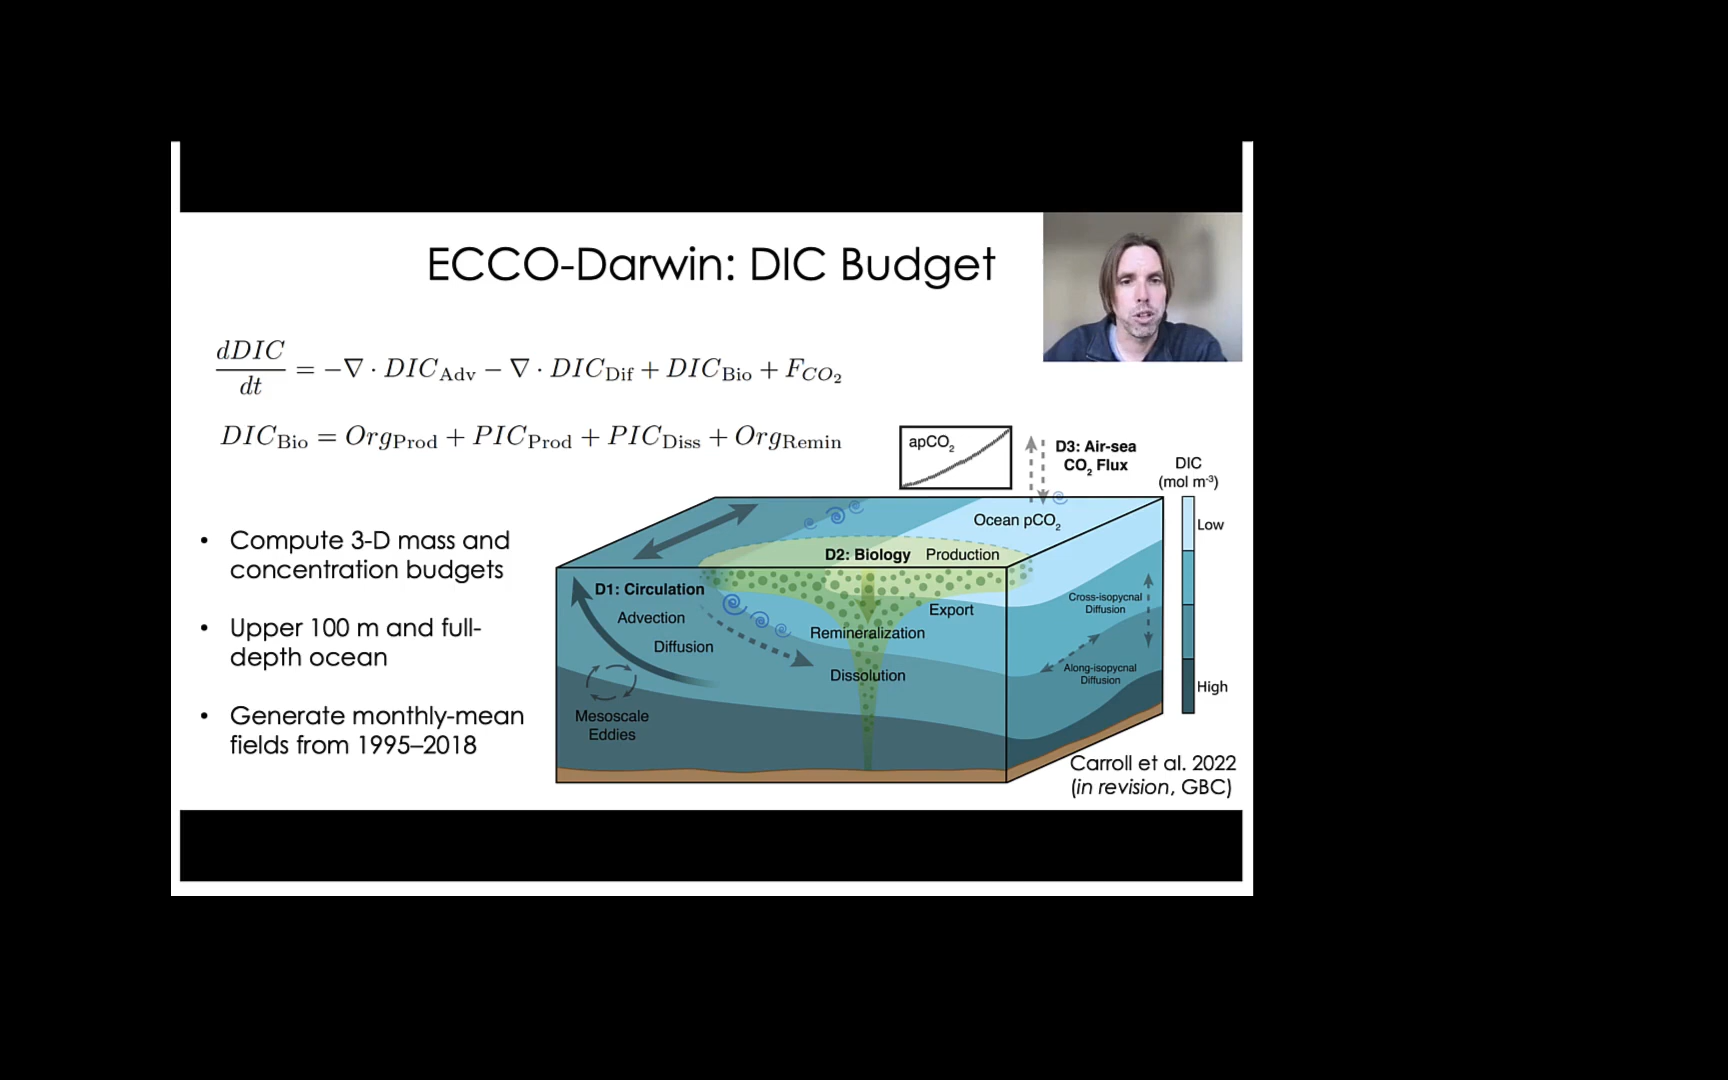 ECCO-Darwin: DIC Budget
dDIC/dt = −∇ · DIC_Adv − ∇ · DIC_Dif + DIC_Bio + F_CO₂
DIC_Bio = Org_Prod + PIC_Prod + PIC_Diss + Org_Remin
• Compute 3-D mass and
concentration budgets
• Upper 100 m and full-
depth ocean
• Generate monthly-mean
fields from 1995–2018
apCO₂
D3: Air-sea
CO₂ Flux
DIC
(mol m⁻³)
Low
High
Ocean pCO₂
D2: Biology Production
D1: Circulation
Advection
Diffusion
Export
Remineralization
Dissolution
Mesoscale
Eddies
Cross-isopycnal
Diffusion
Along-isopycnal
Diffusion
Carroll et al. 2022
(in revision, GBC)